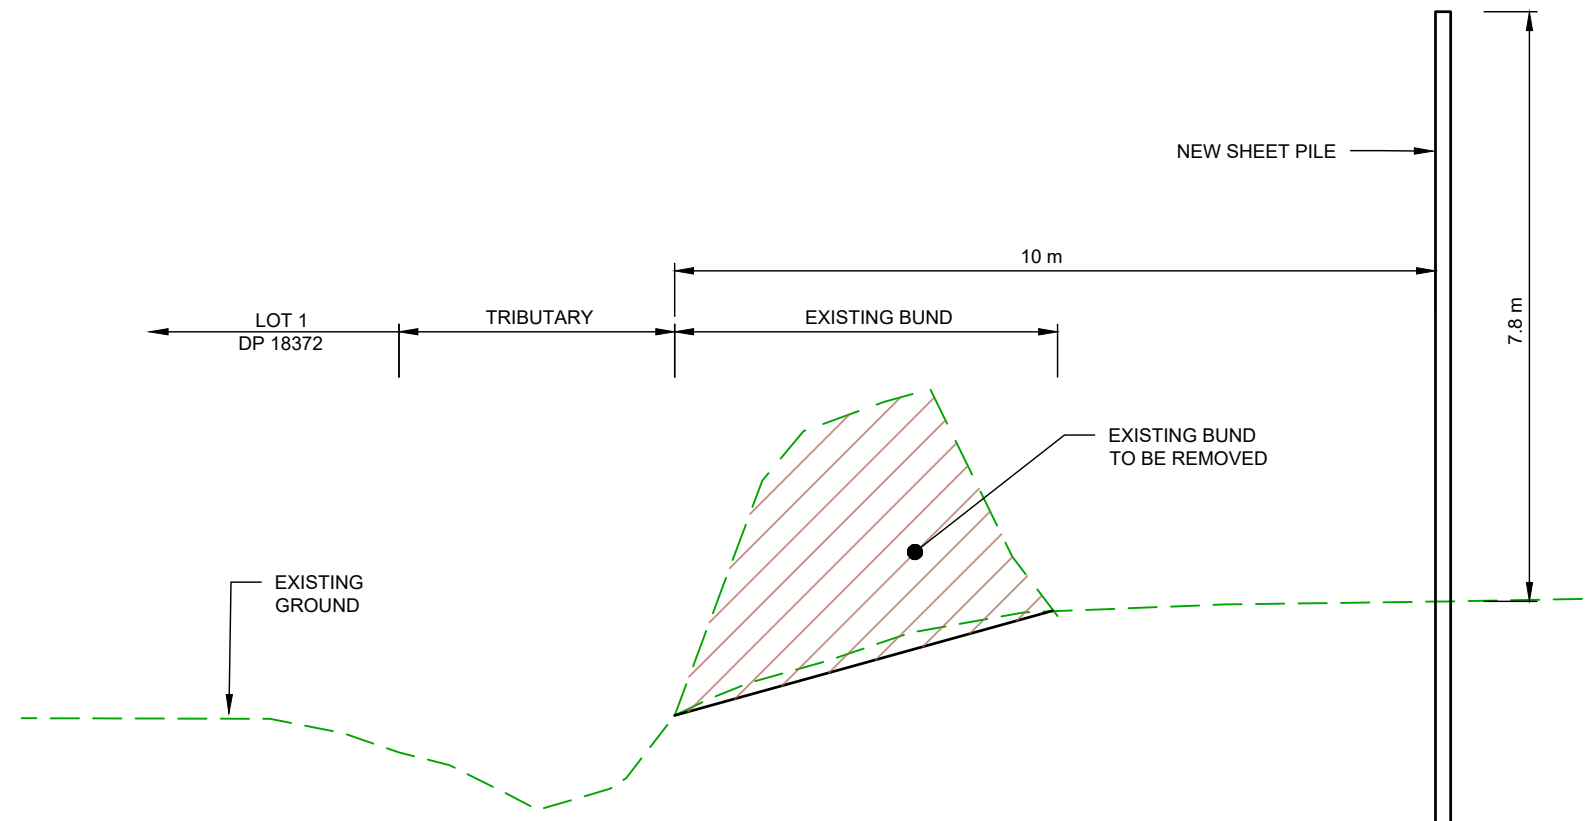 NEW SHEET PILE
10 m
LOT 1
DP 18372
TRIBUTARY
EXISTING BUND
7.8 m
EXISTING BUND
TO BE REMOVED
EXISTING
GROUND